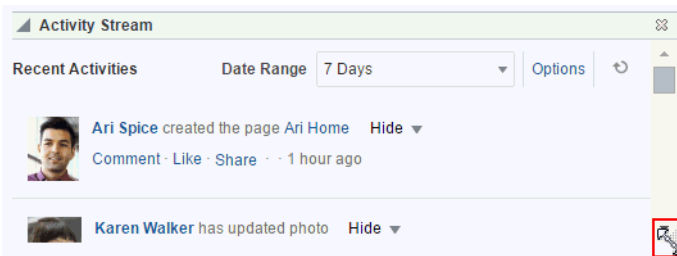 Activity Stream
Recent Activities Date Range 7 Days Options
Ari Spice created the page Ari Home Hide
Comment · Like · Share · · 1 hour ago
Karen Walker has updated photo Hide